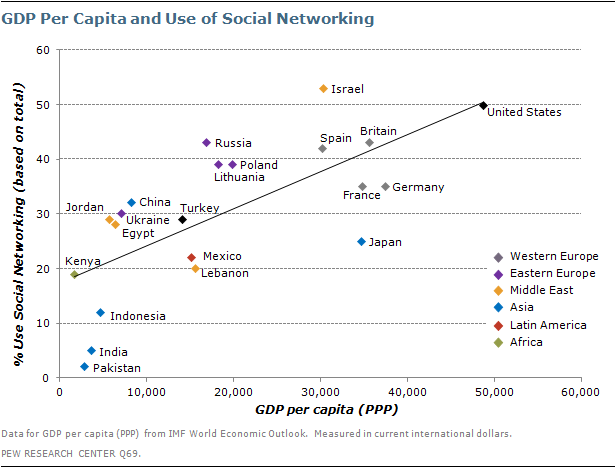 GDP Per Capita and Use of Social Networking
60
50
40
30
20
10
0
% Use Social Networking (based on total)
Israel
United States
Britain
Spain
Russia
Poland
Lithuania
France
Germany
China
Jordan
Turkey
Ukraine
Egypt
Japan
Kenya
Mexico
Lebanon
Indonesia
India
Pakistan
Western Europe
Eastern Europe
Middle East
Asia
Latin America
Africa
0 10,000 20,000 30,000 40,000 50,000 60,000
GDP per capita (PPP)
Data for GDP per capita (PPP) from IMF World Economic Outlook. Measured in current international dollars.
PEW RESEARCH CENTER Q69.